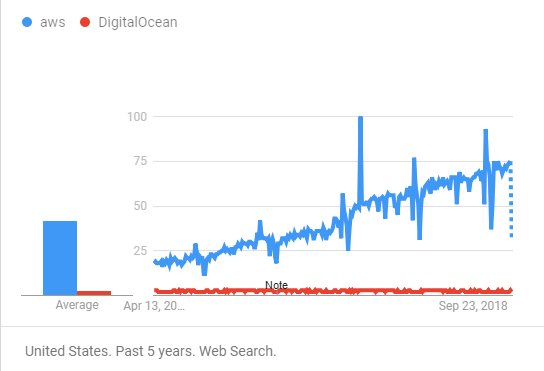 aws DigitalOcean
100
75
50
25
Note
Average Apr 13, 20... Sep 23, 2018
United States. Past 5 years. Web Search.